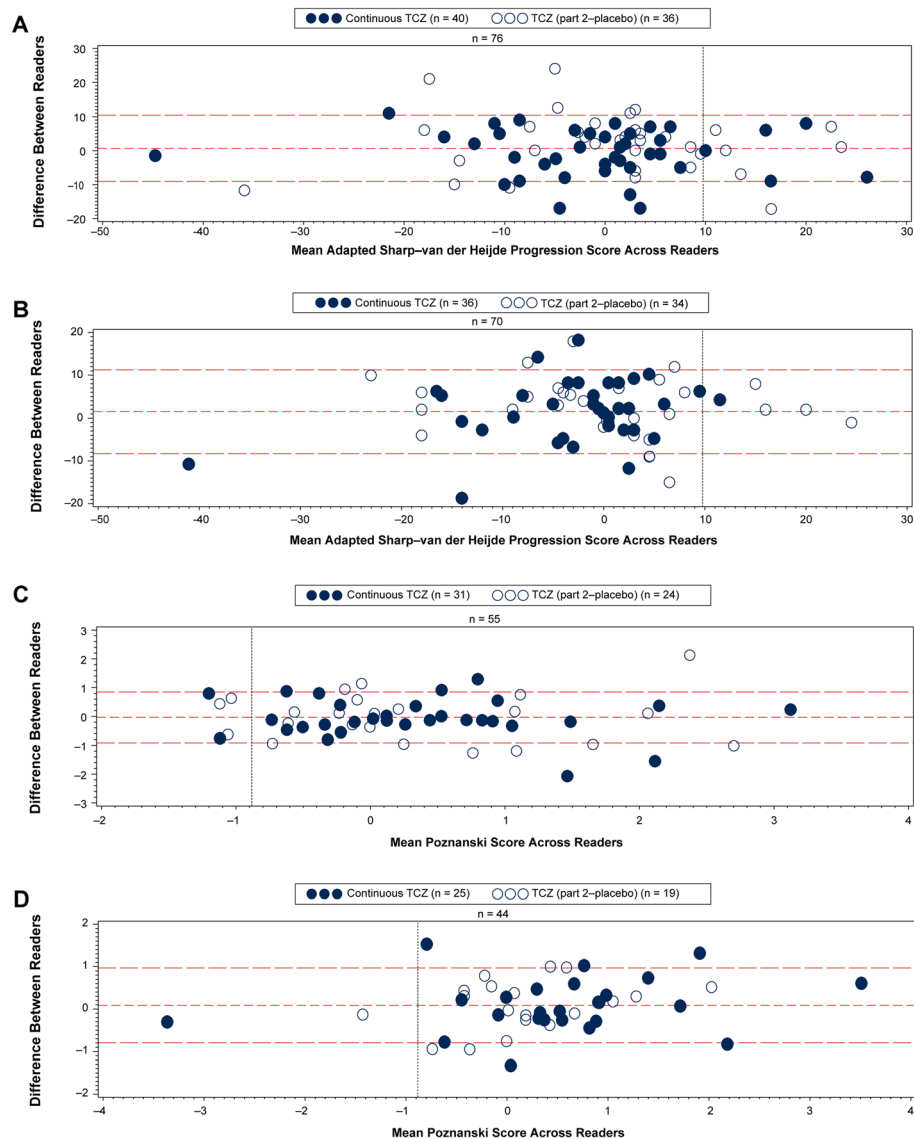 A
Continuous TCZ (n = 40) TCZ (part 2–placebo) (n = 36)
n = 76
Difference Between Readers
30
20
10
0
–10
–20
–50 –40 –30 –20 –10 0 10 20 30
Mean Adapted Sharp–van der Heijde Progression Score Across Readers
B
Continuous TCZ (n = 36) TCZ (part 2–placebo) (n = 34)
n = 70
Difference Between Readers
20
10
0
–10
–20
–50 –40 –30 –20 –10 0 10 20 30
Mean Adapted Sharp–van der Heijde Progression Score Across Readers
C
Continuous TCZ (n = 31) TCZ (part 2–placebo) (n = 24)
n = 55
Difference Between Readers
3
2
1
0
–1
–2
–3
–2 –1 0 1 2 3 4
Mean Poznanski Score Across Readers
D
Continuous TCZ (n = 25) TCZ (part 2–placebo) (n = 19)
n = 44
Difference Between Readers
2
1
0
–1
–2
–4 –3 –2 –1 0 1 2 3 4
Mean Poznanski Score Across Readers